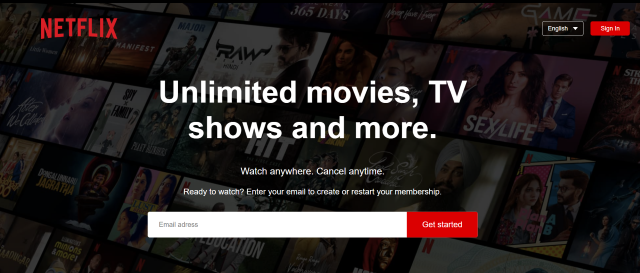 365 DAYS
GAME
NETFLIX
English
Sign In
MANIFEST
RAW
SPY
FAMILY
Unlimited movies, TV
shows and more.
HIT
SEX/LIFE
Watch anywhere. Cancel anytime.
Ready to watch? Enter your email to create or restart your membership.
Email adress
Get started
EDUCATION